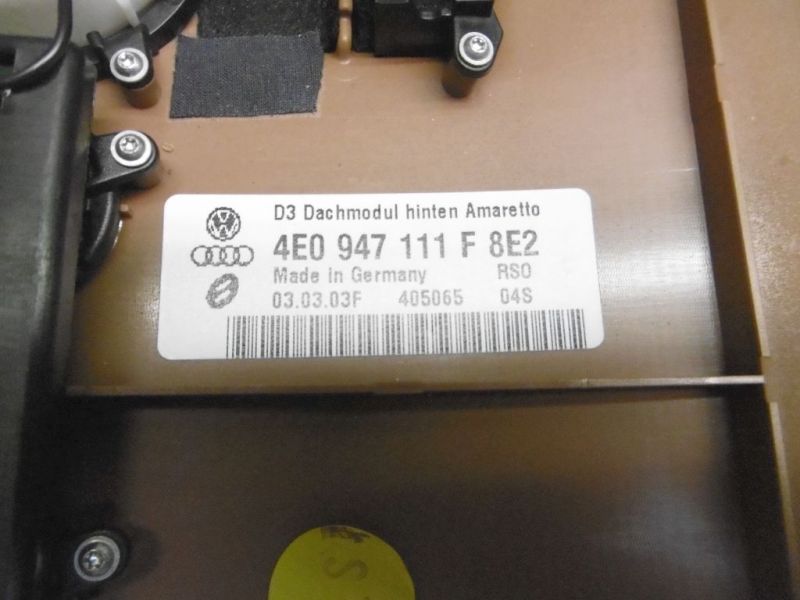 D3 Dachmodul hinten Amaretto
4E0 947 111 F 8E2
Made in Germany RSO
03.03.03F 405065 04S
S